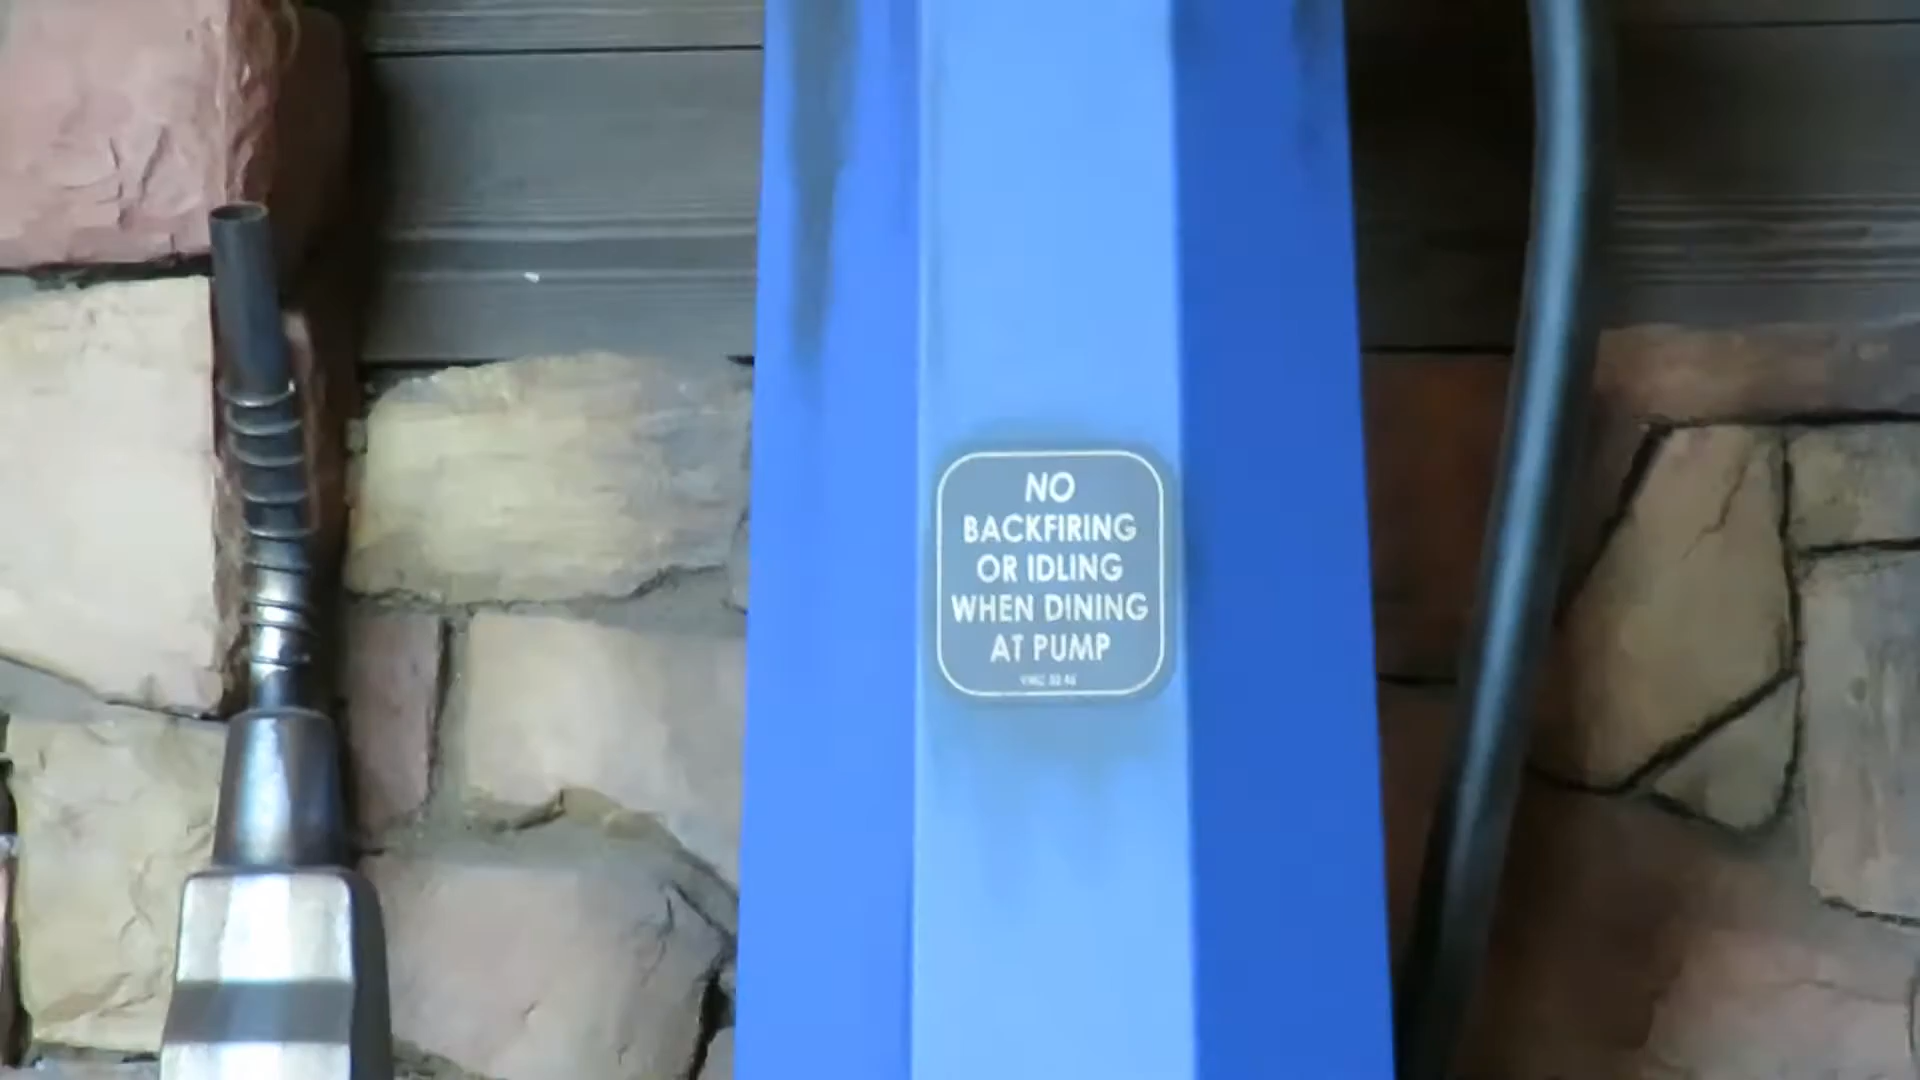 NO
BACKFIRING
OR IDLING
WHEN DINING
AT PUMP